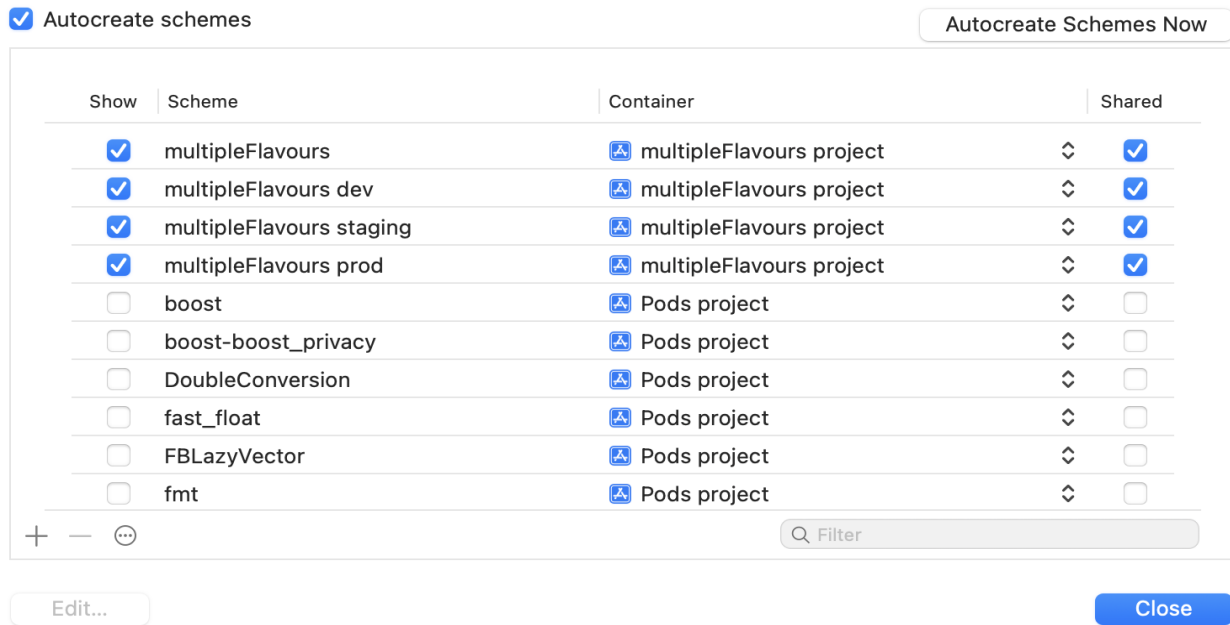 Autocreate schemes
Autocreate Schemes Now
Show Scheme Container Shared
multipleFlavours multipleFlavours project
multipleFlavours dev multipleFlavours project
multipleFlavours staging multipleFlavours project
multipleFlavours prod multipleFlavours project
boost Pods project
boost-boost_privacy Pods project
DoubleConversion Pods project
fast_float Pods project
FBLazyVector Pods project
fmt Pods project
Filter
Edit...
Close